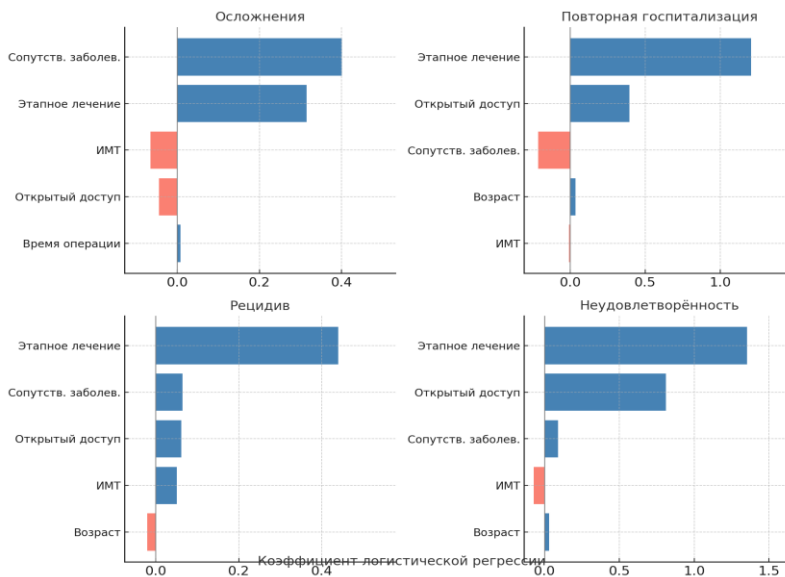 Осложнения
Сопутств. заболев.
Этапное лечение
ИМТ
Открытый доступ
Время операции
0.0 0.2 0.4
Повторная госпитализация
Этапное лечение
Открытый доступ
Сопутств. заболев.
Возраст
ИМТ
0.0 0.5 1.0
Рецидив
Этапное лечение
Сопутств. заболев.
Открытый доступ
ИМТ
Возраст
0.0 0.2 0.4
Неудовлетворённость
Этапное лечение
Открытый доступ
Сопутств. заболев.
ИМТ
Возраст
0.0 0.5 1.0 1.5
Коэффициент логистической регрессии